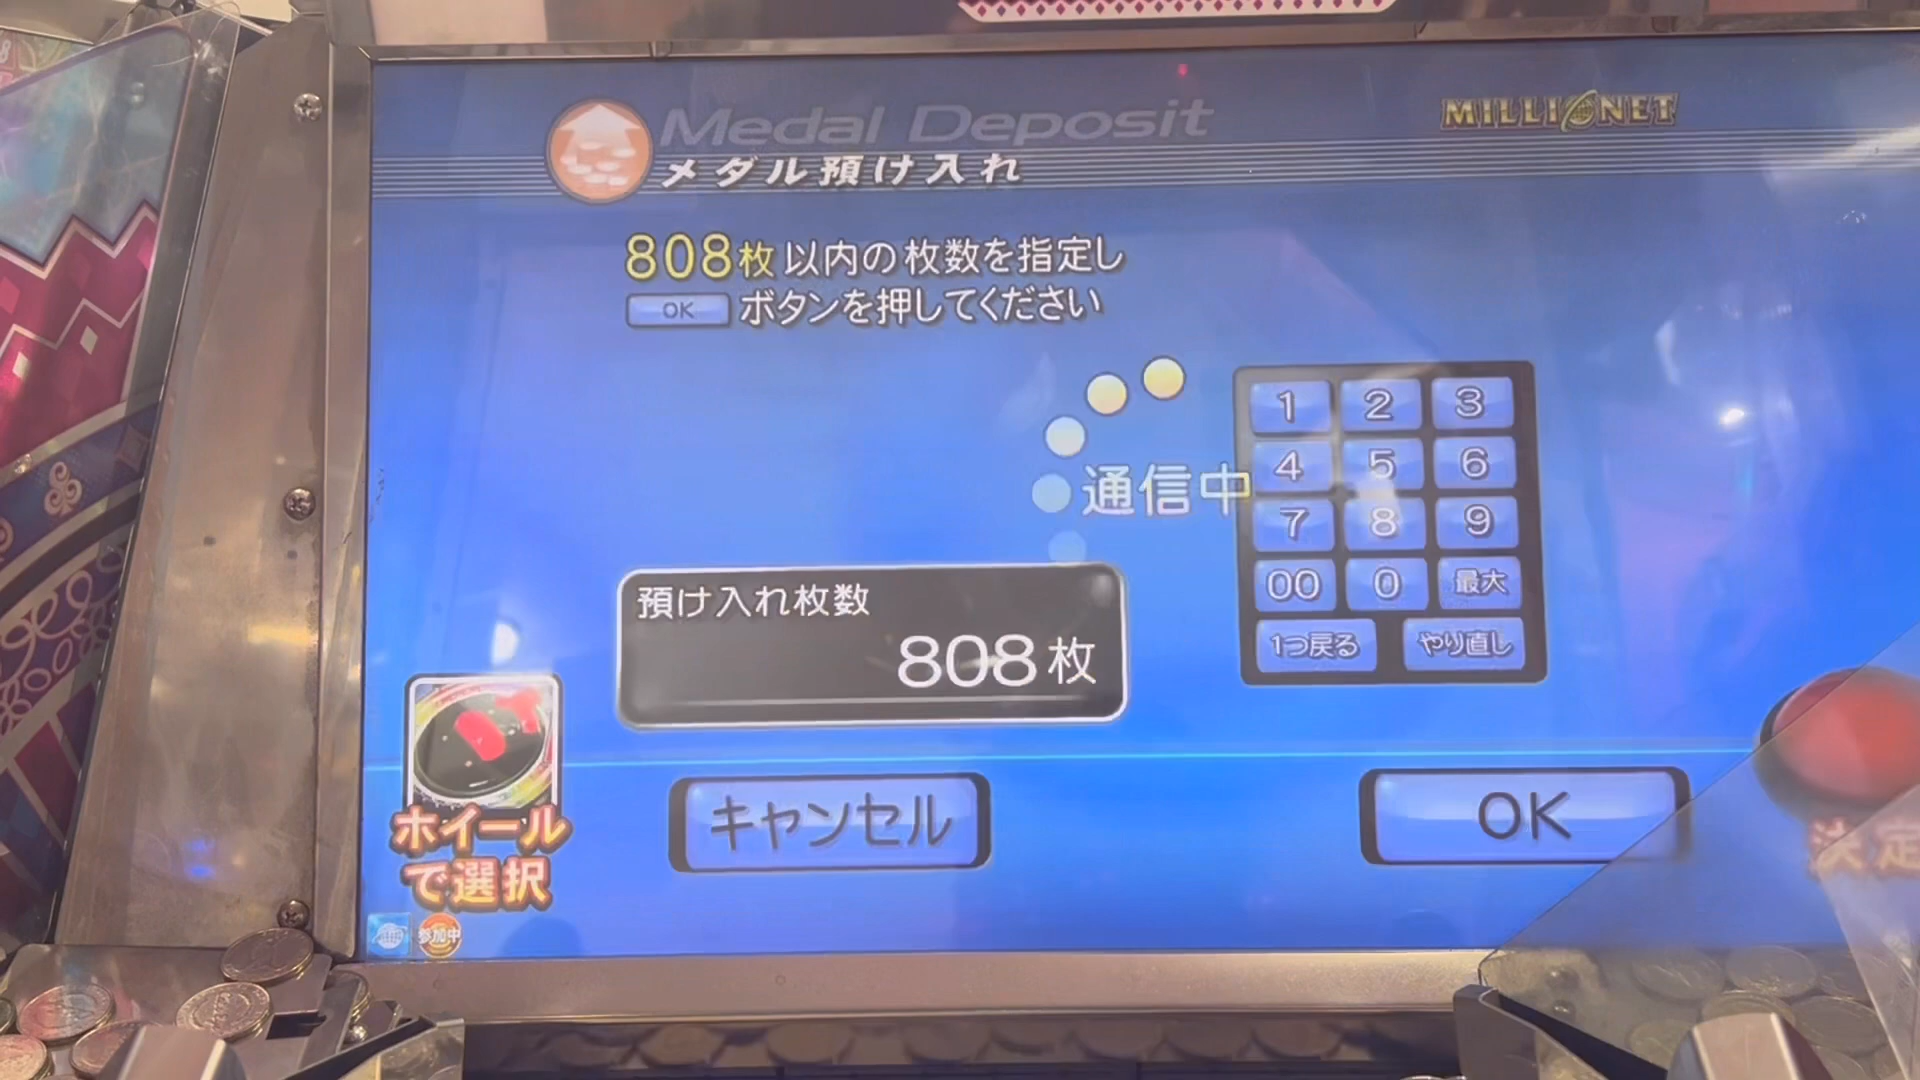 Medal Deposit
MILLIONET
メダル預け入れ
808枚以内の枚数を指定し
OK ボタンを押してください
通信中
1 2 3
4 5 6
7 8 9
00 0 最大
1つ戻る やり直し
預け入れ枚数
808枚
キャンセル
OK
決定
ホイール
で選択
参加中